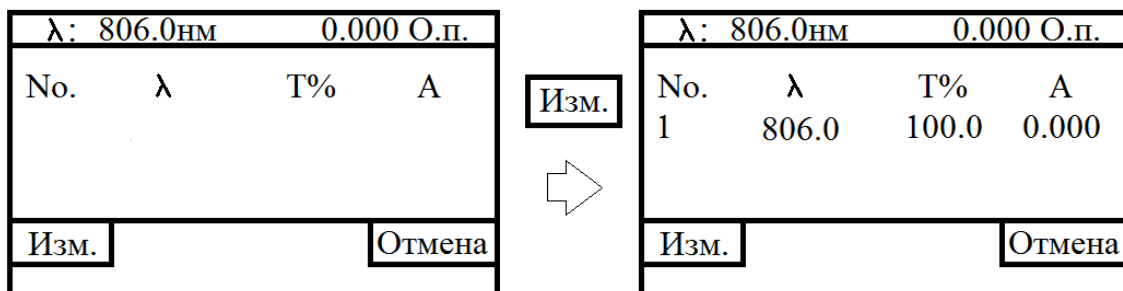 λ: 806.0нм 0.000 О.п.
No. λ T% A
Изм. Отмена
Изм.
λ: 806.0нм 0.000 О.п.
No. λ T% A
1 806.0 100.0 0.000
Изм. Отмена